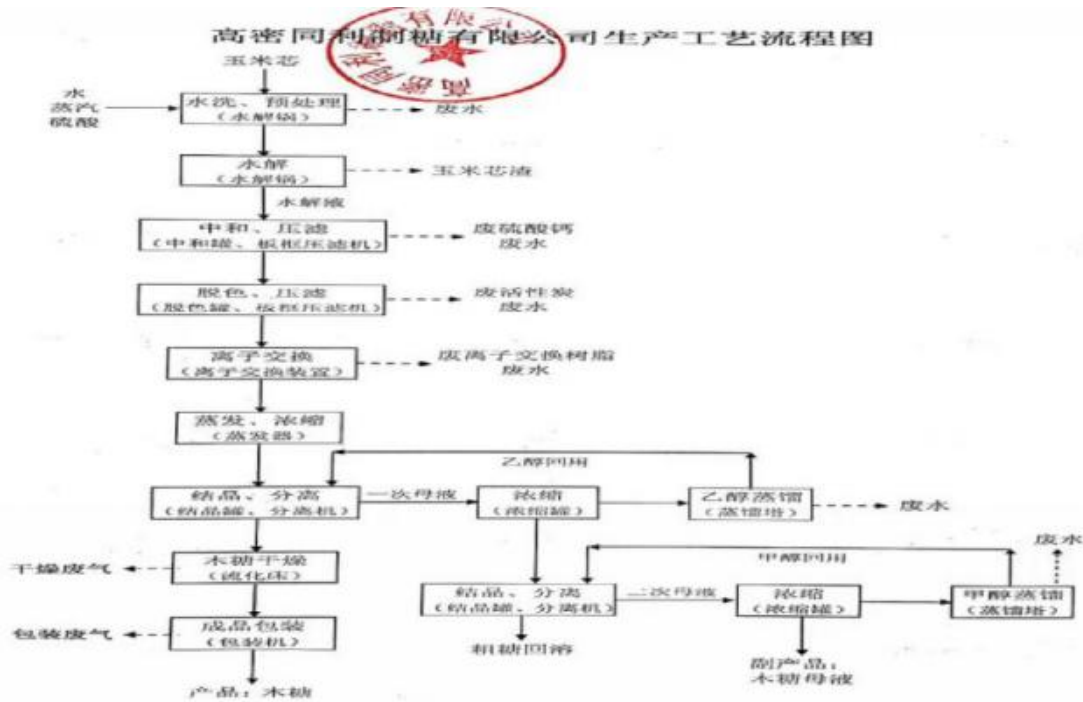 高密同利制糖有限公司生产工艺流程图
玉米芯
水
蒸汽
硫酸
水洗、预处理
(水解锅)
废水
水解
(水解锅)
玉米芯渣
水解液
中和、压滤
(中和罐、板框压滤机)
废硫酸钙
废水
脱色、压滤
(脱色罐、板框压滤机)
废活性炭
废水
离子交换
(离子交换装置)
废离子交换树脂
废水
蒸发、浓缩
(蒸发器)
乙醇回用
结晶、分离
(结晶罐、分离机)
一次母液
浓缩
(浓缩罐)
乙醇蒸馏
(蒸馏塔)
废水
废水
木糖干燥
(流化床)
干燥废气
甲醇回用
结晶、分离
(结晶罐、分离机)
二次母液
浓缩
(浓缩罐)
甲醇蒸馏
(蒸馏塔)
成品包装
(包装机)
包装废气
粗糖回溶
副产品:
木糖母液
产品:木糖